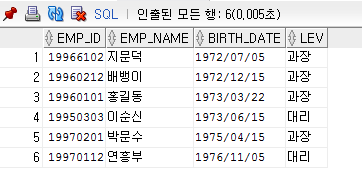 SQL | 인출된 모든 행: 6(0,005초)
EMP_ID EMP_NAME BIRTH_DATE LEV
1 19966102 지문덕 1972/07/05 과장
2 19960212 배뱅이 1972/12/15 과장
3 19960101 홍길동 1973/03/22 과장
4 19950303 이순신 1973/06/15 대리
5 19970201 박문수 1975/04/15 과장
6 19970112 연흥부 1976/11/05 대리